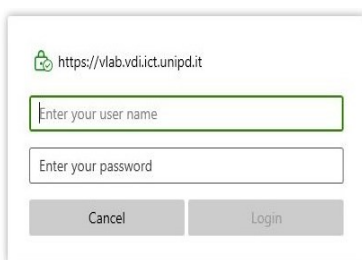 https://vlab.vdi.ict.unipd.it
Enter your user name
Enter your password
Cancel
Login